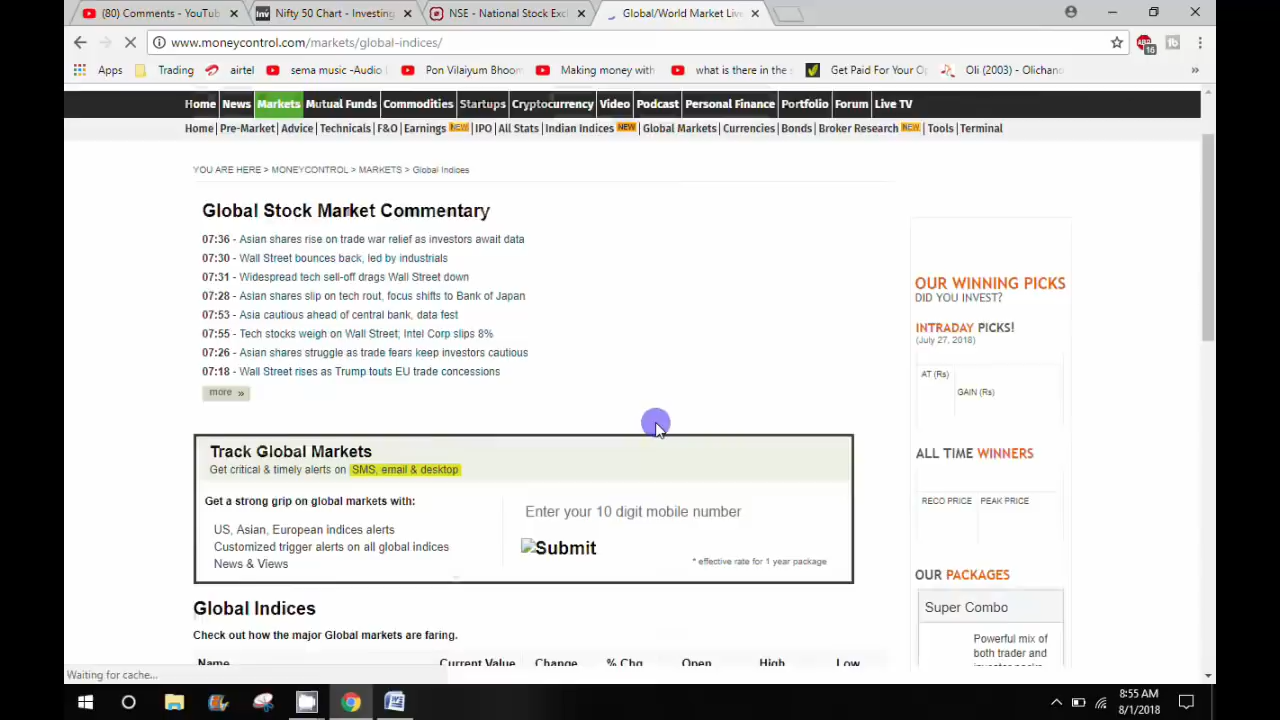 (80) Comments - YouTub
Nifty 50 Chart - Investing
NSE - National Stock Exc
Global/World Market Live
www.moneycontrol.com/markets/global-indices/
ABP
16
Apps
Trading
airtel
sema music -Audio
Pon Vilaiyum Bhoom
Making money with
what is there in the
Get Paid For Your Op
Oli (2003) - Olichand
Home News Markets Mutual Funds Commodities Startups Cryptocurrency Video Podcast Personal Finance Portfolio Forum Live TV
Home | Pre-Market | Advice | Technicals | F&O | Earnings NEW | IPO | All Stats | Indian Indices NEW | Global Markets | Currencies | Bonds | Broker Research NEW | Tools | Terminal
YOU ARE HERE > MONEYCONTROL > MARKETS > Global Indices
Global Stock Market Commentary
07:36 - Asian shares rise on trade war relief as investors await data
07:30 - Wall Street bounces back, led by industrials
07:31 - Widespread tech sell-off drags Wall Street down
07:28 - Asian shares slip on tech rout, focus shifts to Bank of Japan
07:53 - Asia cautious ahead of central bank, data fest
07:55 - Tech stocks weigh on Wall Street; Intel Corp slips 8%
07:26 - Asian shares struggle as trade fears keep investors cautious
07:18 - Wall Street rises as Trump touts EU trade concessions
more »
Track Global Markets
Get critical & timely alerts on SMS, email & desktop
Get a strong grip on global markets with:
US, Asian, European indices alerts
Customized trigger alerts on all global indices
News & Views
Enter your 10 digit mobile number
Submit
* effective rate for 1 year package
Global Indices
Check out how the major Global markets are faring.
Name Current Value Change % Chg Open High Low
OUR WINNING PICKS
DID YOU INVEST?
INTRADAY PICKS!
(July 27, 2018)
AT (Rs)
GAIN (Rs)
ALL TIME WINNERS
RECO PRICE PEAK PRICE
OUR PACKAGES
Super Combo
Powerful mix of
both trader and
investor packs
Waiting for cache...
8:55 AM
8/1/2018